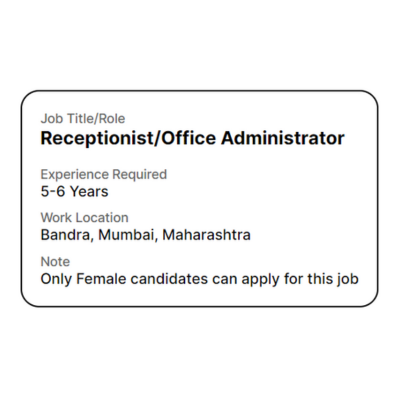 Job Title/Role
Receptionist/Office Administrator
Experience Required
5-6 Years
Work Location
Bandra, Mumbai, Maharashtra
Note
Only Female candidates can apply for this job